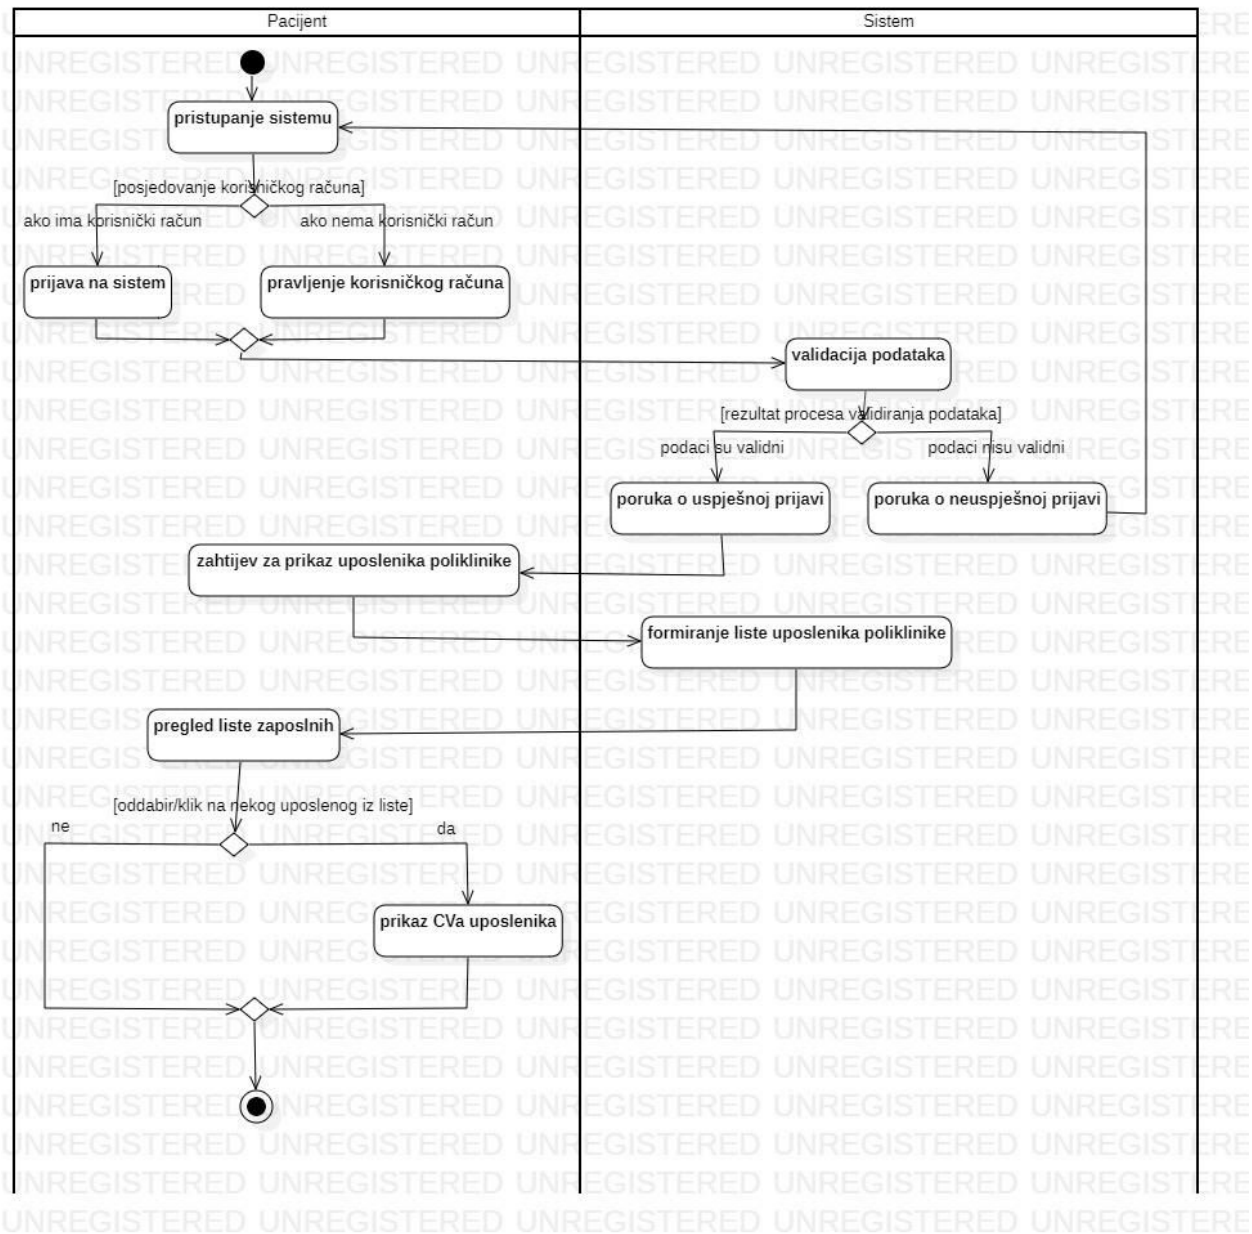 Pacijent
Sistem
pristupanje sistemu
[posjedovanje korisničkog računa]
ako ima korisnički račun
ako nema korisnički račun
prijava na sistem
pravljenje korisničkog računa
validacija podataka
[rezultat procesa validiranja podataka]
podaci su validni
podaci nisu validni
poruka o uspješnoj prijavi
poruka o neuspješnoj prijavi
zahtijev za prikaz uposlenika poliklinike
formiranje liste uposlenika poliklinike
pregled liste zaposlnih
[oddabir/klik na nekog uposlenog iz liste]
ne
da
prikaz CVa uposlenika
UNREGISTERED UNREGISTERED UNREGISTERED UNREGISTERED UNREGISTERE